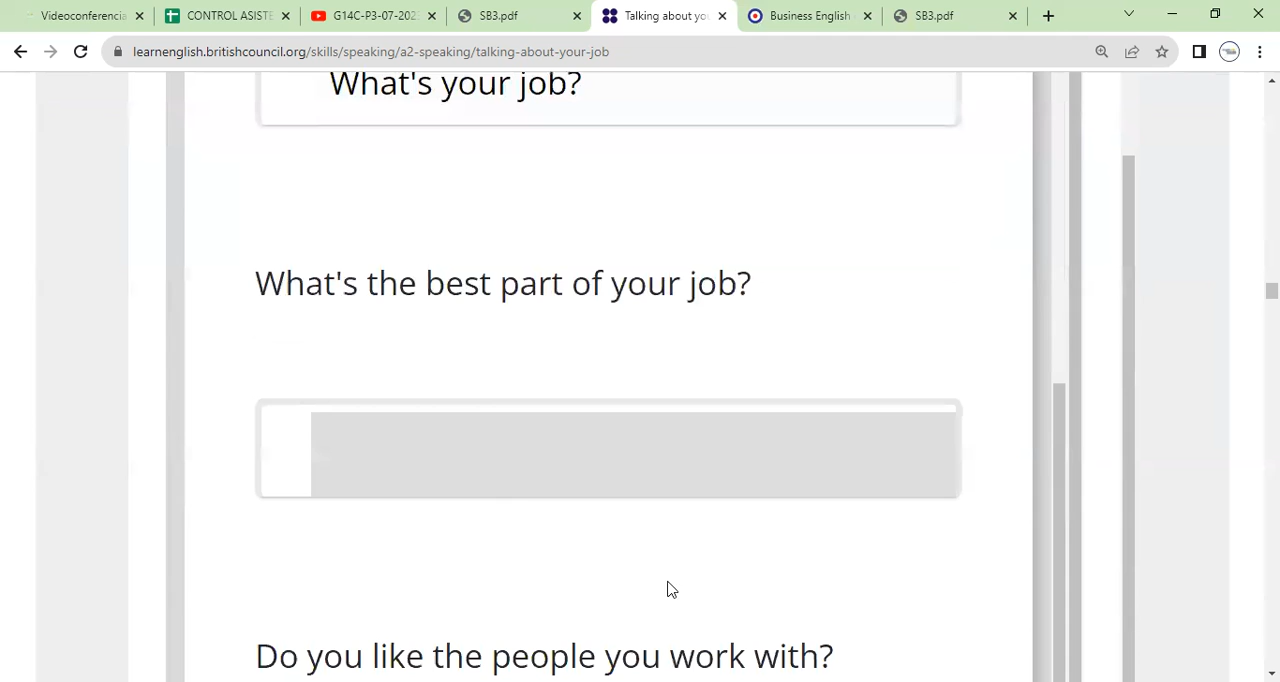 Videoconferencia
CONTROL ASISTE
G14C-P3-07-202
SB3.pdf
Talking about you
Business English
SB3.pdf
learnenglish.britishcouncil.org/skills/speaking/a2-speaking/talking-about-your-job
What's your job?
What's the best part of your job?
Do you like the people you work with?